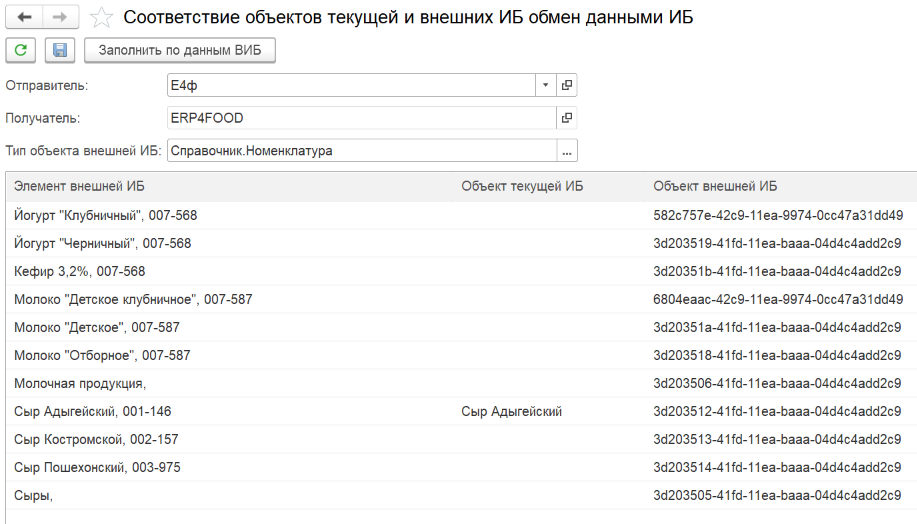 Соответствие объектов текущей и внешних ИБ обмен данными ИБ
Заполнить по данным ВИБ
Отправитель: Е4ф
Получатель: ERP4FOOD
Тип объекта внешней ИБ: Справочник.Номенклатура ...
Элемент внешней ИБ Объект текущей ИБ Объект внешней ИБ
Йогурт "Клубничный", 007-568 582c757e-42c9-11ea-9974-0cc47a31dd49
Йогурт "Черничный", 007-568 3d203519-41fd-11ea-baaa-04d4c4add2c9
Кефир 3,2%, 007-568 3d20351b-41fd-11ea-baaa-04d4c4add2c9
Молоко "Детское клубничное", 007-587 6804eaac-42c9-11ea-9974-0cc47a31dd49
Молоко "Детское", 007-587 3d20351a-41fd-11ea-baaa-04d4c4add2c9
Молоко "Отборное", 007-587 3d203518-41fd-11ea-baaa-04d4c4add2c9
Молочная продукция, 3d203506-41fd-11ea-baaa-04d4c4add2c9
Сыр Адыгейский, 001-146 Сыр Адыгейский 3d203512-41fd-11ea-baaa-04d4c4add2c9
Сыр Костромской, 002-157 3d203513-41fd-11ea-baaa-04d4c4add2c9
Сыр Пошехонский, 003-975 3d203514-41fd-11ea-baaa-04d4c4add2c9
Сыры, 3d203505-41fd-11ea-baaa-04d4c4add2c9